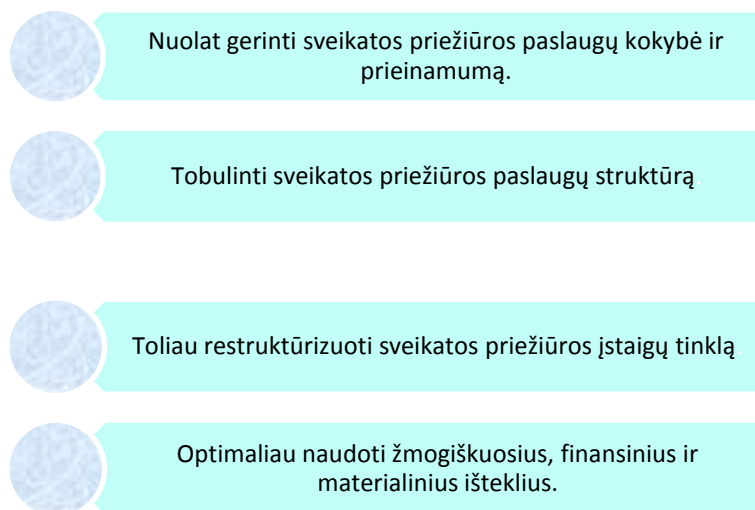 Nuolat gerinti sveikatos priežiūros paslaugų kokybė ir
prieinamumą.
Tobulinti sveikatos priežiūros paslaugų struktūrą
Toliau restruktūrizuoti sveikatos priežiūros įstaigų tinklą
Optimaliau naudoti žmogiškuosius, finansinius ir
materialinius išteklius.